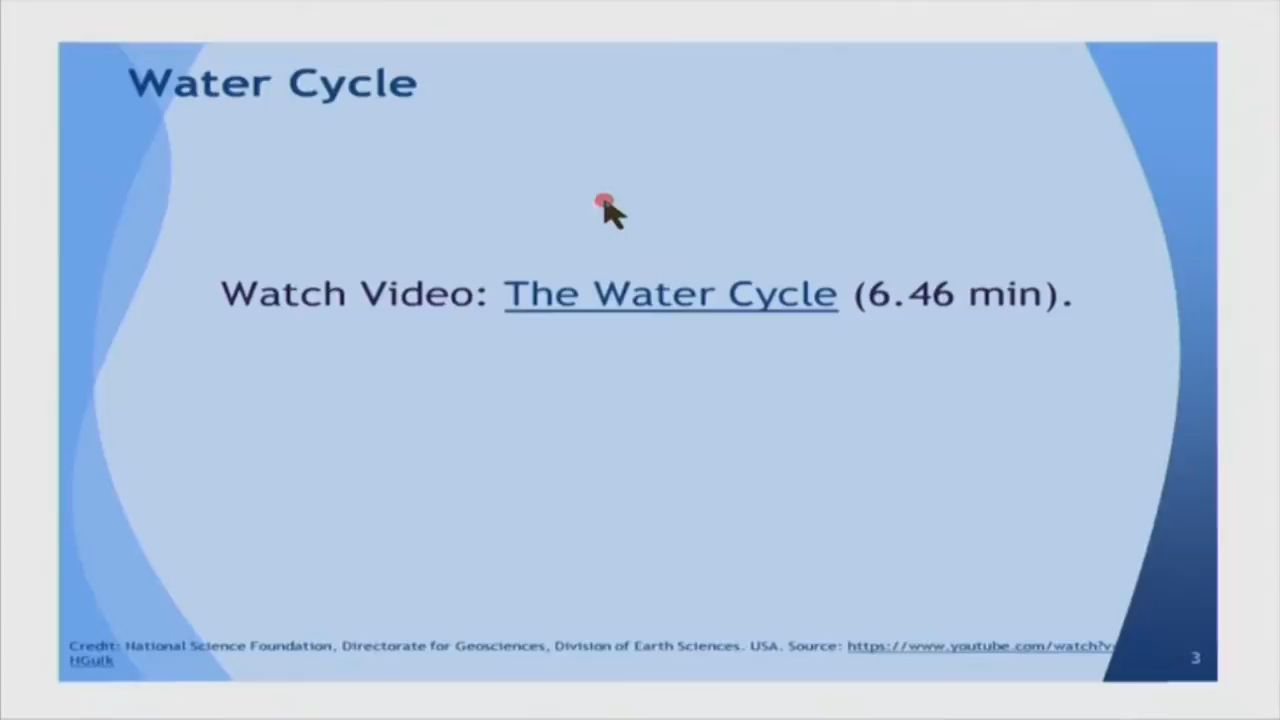 Water Cycle
Watch Video: The Water Cycle (6.46 min).
Credit: National Science Foundation, Directorate for Geosciences, Division of Earth Sciences. USA. Source: https://www.youtube.com/watch?v
HGulk
3